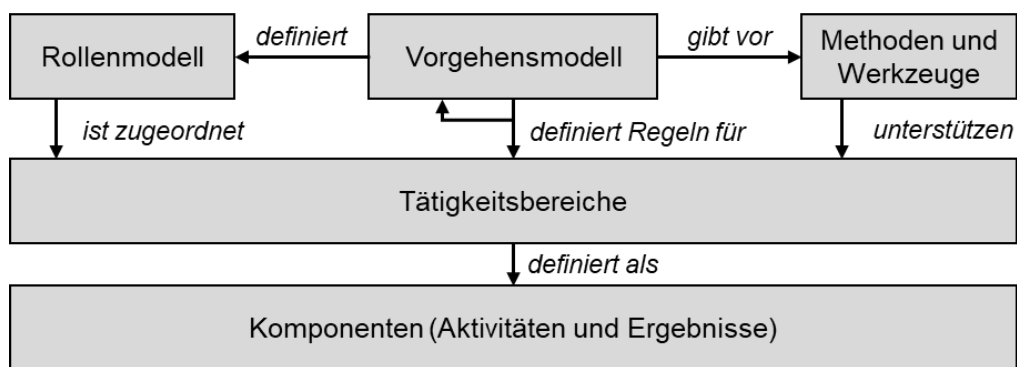 Rollenmodell
definiert
Vorgehensmodell
gibt vor
Methoden und
Werkzeuge
ist zugeordnet
definiert Regeln für
unterstützen
Tätigkeitsbereiche
definiert als
Komponenten (Aktivitäten und Ergebnisse)